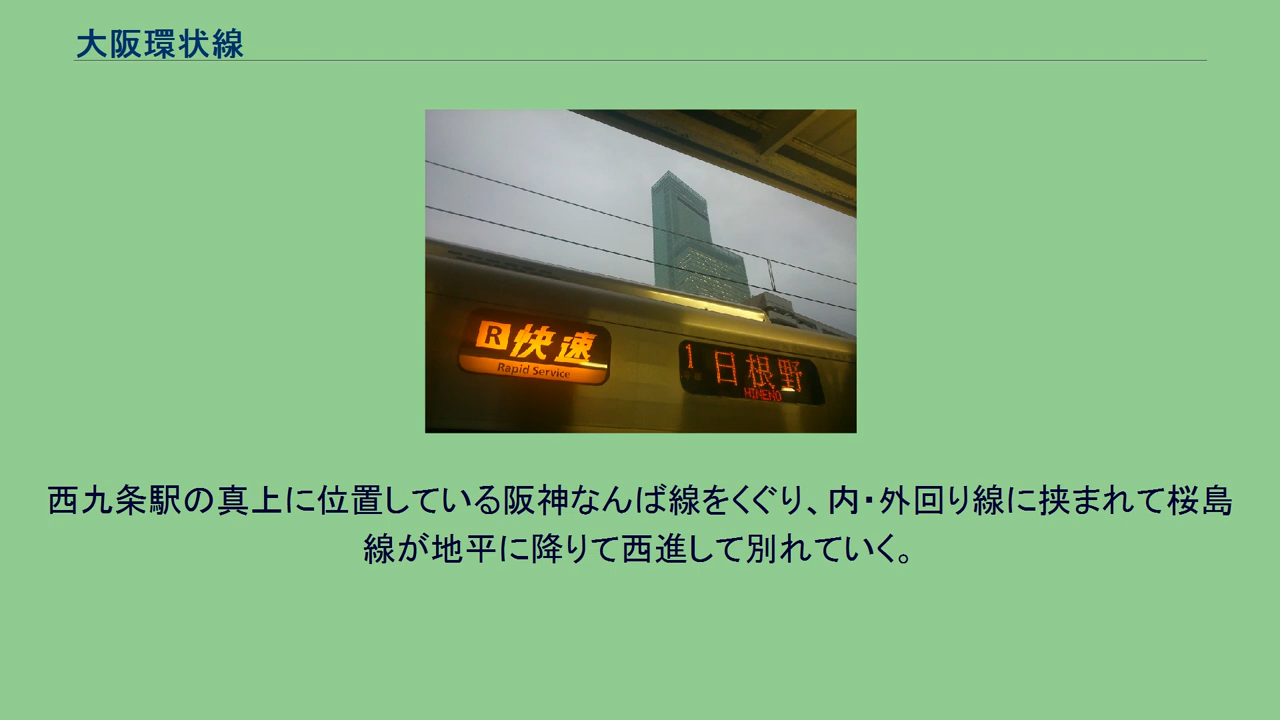 大阪環状線
R 快速
Rapid Service
1 日根野
HINENO
西九条駅の真上に位置している阪神なんば線をくぐり、内・外回り線に挟まれて桜島
線が地平に降りて西進して別れていく。